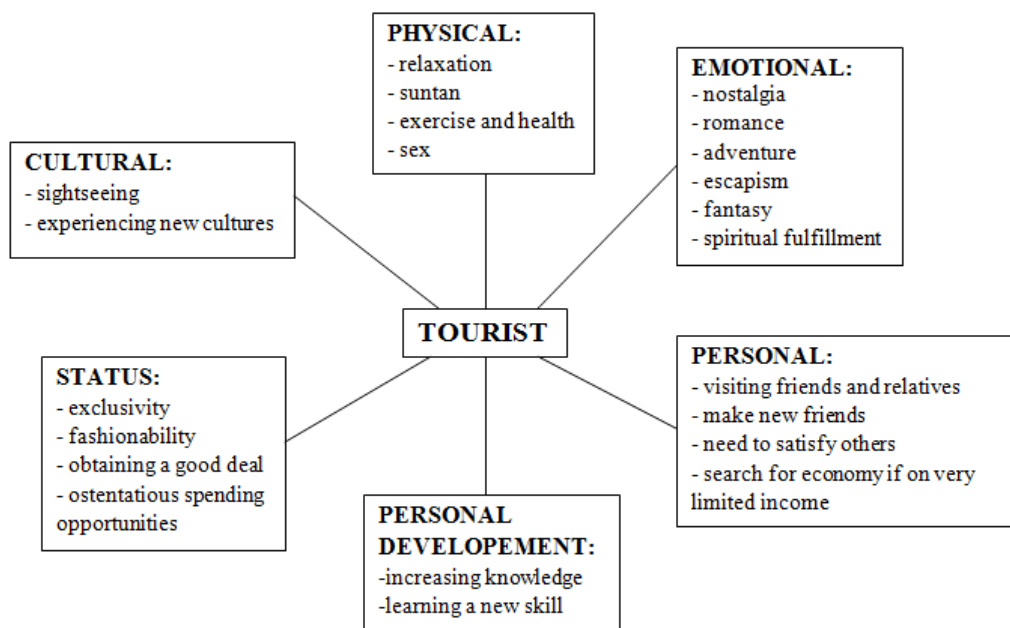 PHYSICAL:
- relaxation
- suntan
- exercise and health
- sex
EMOTIONAL:
- nostalgia
- romance
- adventure
- escapism
- fantasy
- spiritual fulfillment
CULTURAL:
- sightseeing
- experiencing new cultures
TOURIST
STATUS:
- exclusivity
- fashionability
- obtaining a good deal
- ostentatious spending
opportunities
PERSONAL:
- visiting friends and relatives
- make new friends
- need to satisfy others
- search for economy if on very
limited income
PERSONAL
DEVELOPEMENT:
-increasing knowledge
-learning a new skill